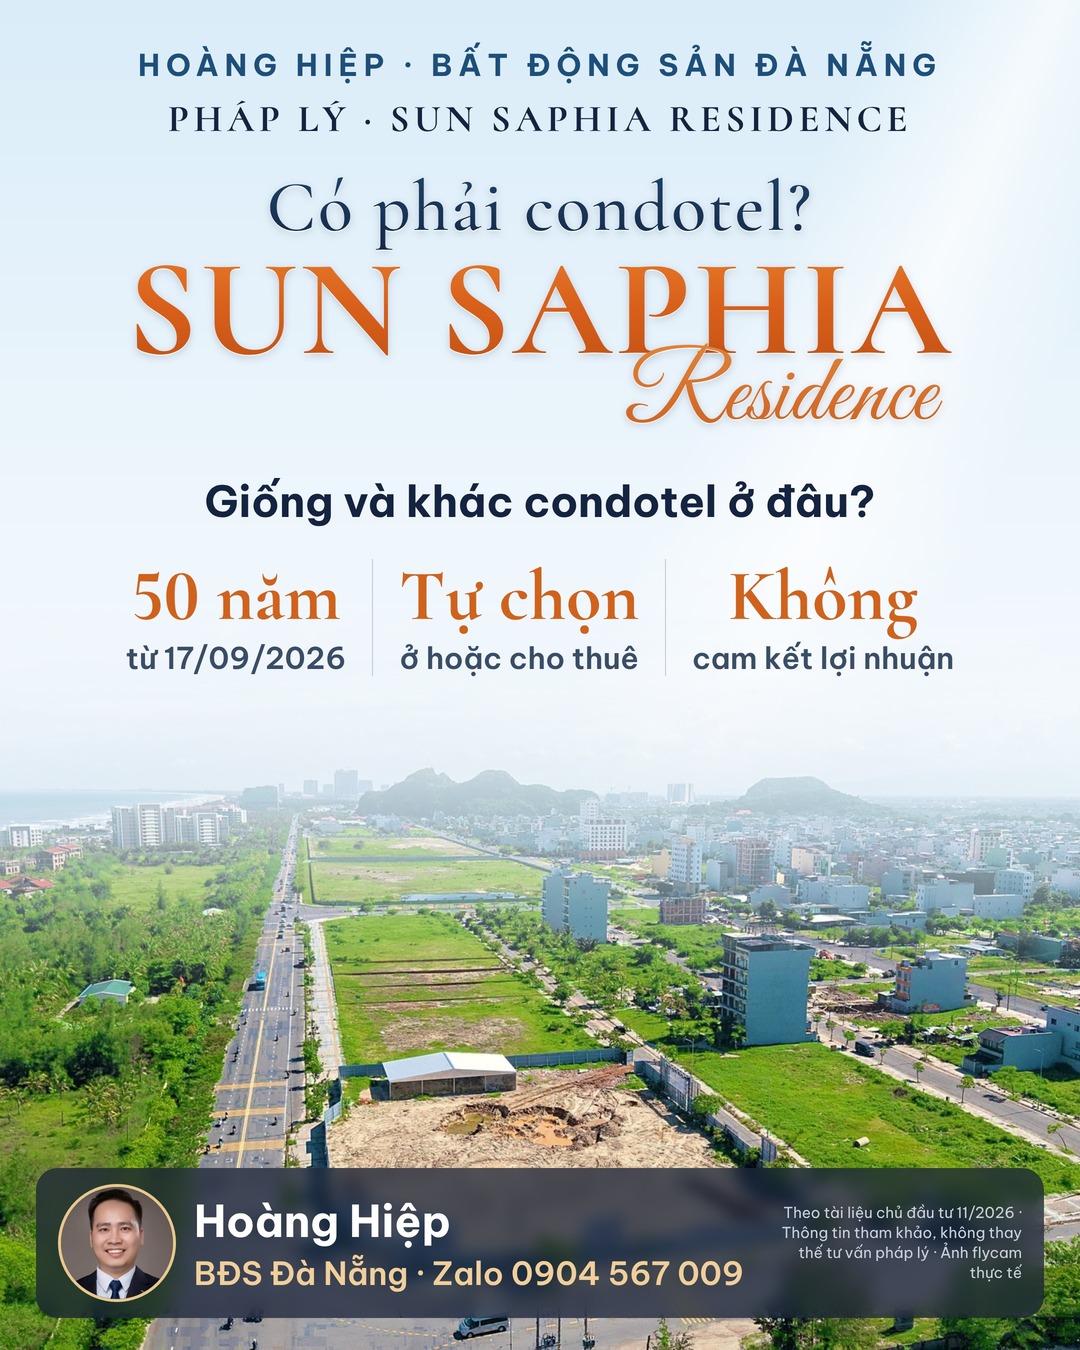 HOÀNG HIỆP · BẤT ĐỘNG SẢN ĐÀ NẴNG
PHÁP LÝ · SUN SAPHIA RESIDENCE
Có phải condotel?
SUN SAPHIA
Residence
Giống và khác condotel ở đâu?
50 năm
từ 17/09/2026
Tự chọn
ở hoặc cho thuê
Không
cam kết lợi nhuận
Hoàng Hiệp
BĐS Đà Nẵng · Zalo 0904 567 009
Theo tài liệu chủ đầu tư 11/2026 ·
Thông tin tham khảo, không thay
thế tư vấn pháp lý · Ảnh flycam
thực tế